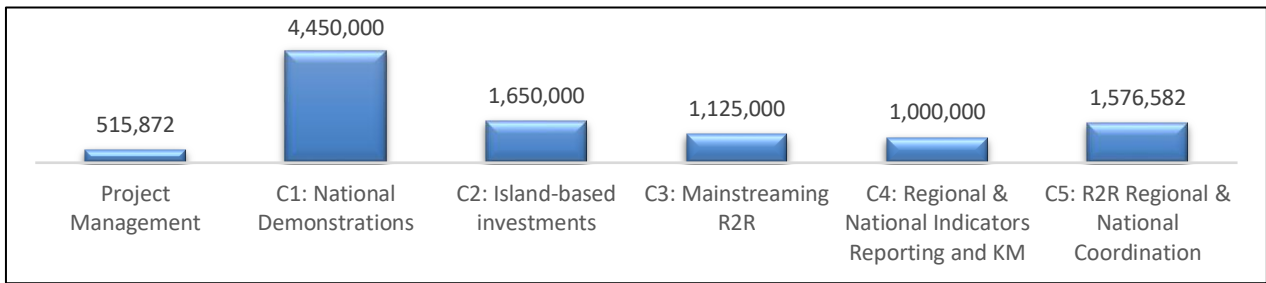 4,450,000
515,872
1,650,000
1,125,000
1,000,000
1,576,582
Project
Management
C1: National
Demonstrations
C2: Island-based
investments
C3: Mainstreaming
R2R
C4: Regional &
National Indicators
Reporting and KM
C5: R2R Regional &
National
Coordination